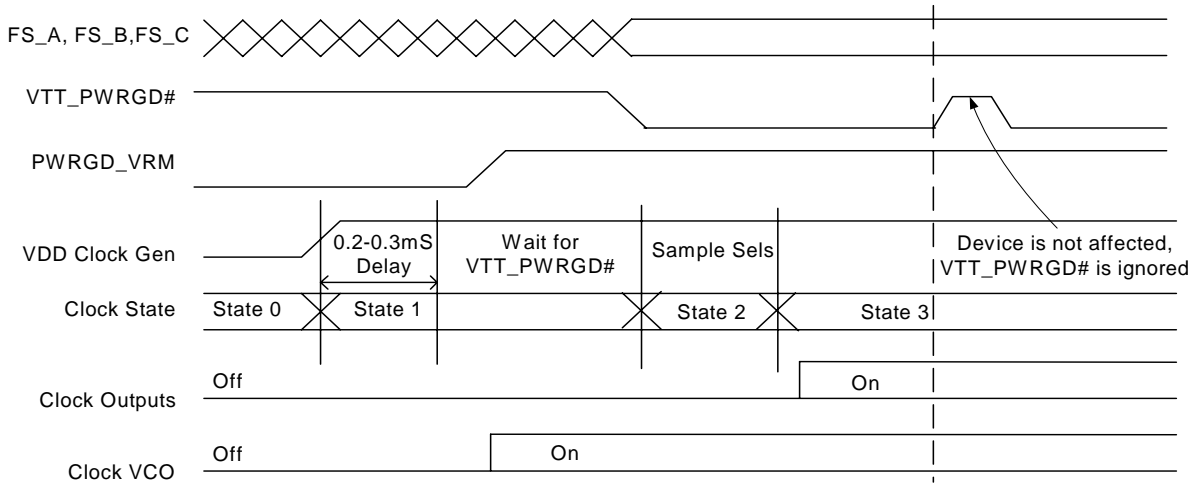 FS_A, FS_B,FS_C
VTT_PWRGD#
PWRGD_VRM
VDD Clock Gen
0.2-0.3mS
Delay
Wait for
VTT_PWRGD#
Sample Sels
Device is not affected,
VTT_PWRGD# is ignored
Clock State
State 0
State 1
State 2
State 3
Clock Outputs
Off
On
Clock VCO
Off
On